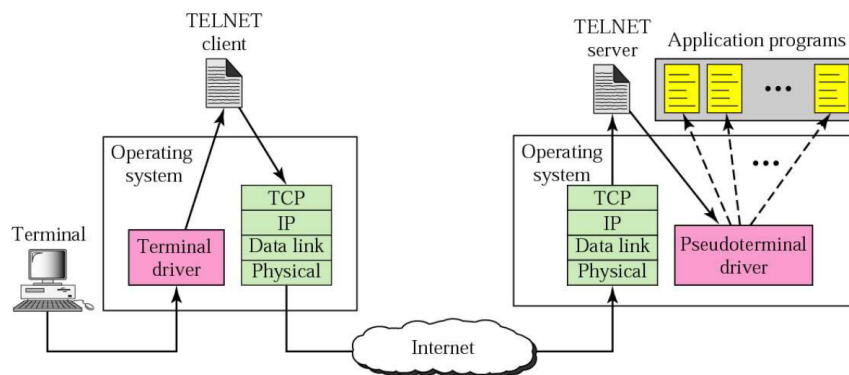 TELNET
client
TELNET
server
Application programs
Operating
system
TCP
IP
Data link
Physical
Terminal
driver
Terminal
Operating
system
TCP
IP
Data link
Physical
Pseudoterminal
driver
Internet